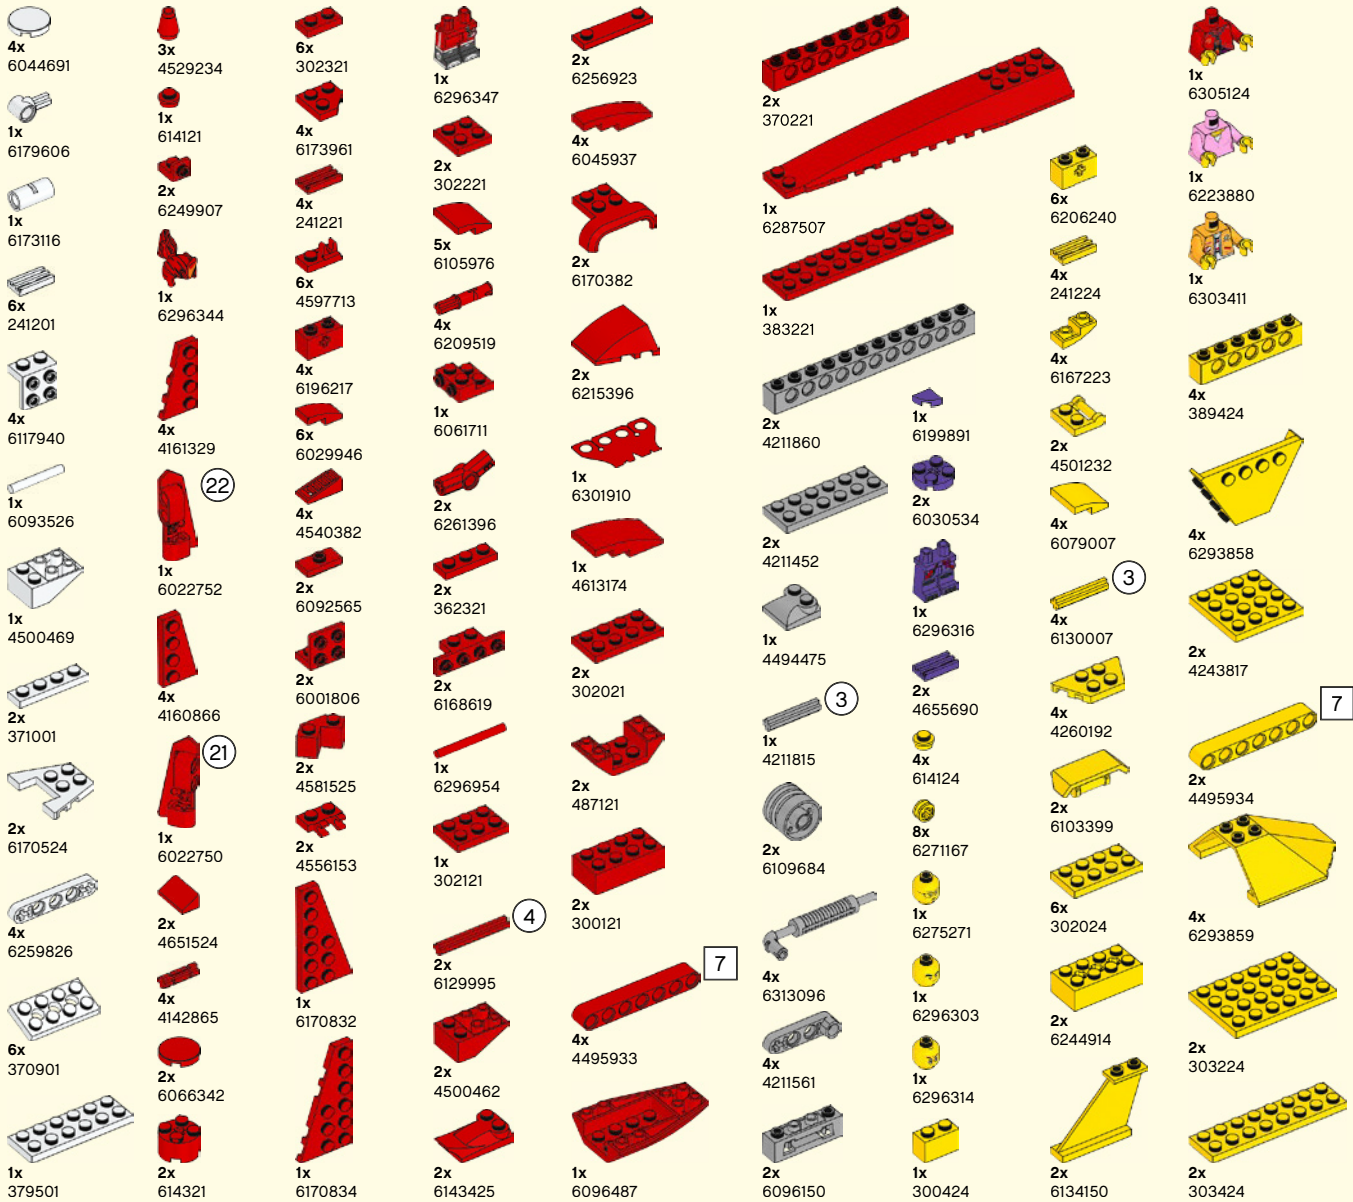 4x
6044691
1x
6179606
1x
6173116
6x
241201
4x
6117940
1x
6093526
1x
4500469
2x
371001
2x
6170524
4x
6259826
6x
370901
1x
379501
3x
4529234
1x
614121
2x
6249907
1x
6296344
4x
4161329
22
1x
6022752
4x
4160866
21
1x
6022750
2x
4651524
4x
4142865
2x
6066342
2x
614321
6x
302321
4x
6173961
4x
241221
6x
4597713
4x
6196217
6x
6029946
4x
4540382
2x
6092565
2x
6001806
2x
4581525
2x
4556153
1x
6170832
1x
6170834
1x
6296347
2x
302221
5x
6105976
4x
6209519
1x
6061711
2x
6261396
2x
362321
2x
6168619
1x
6296954
1x
302121
4
2x
6129995
2x
4500462
2x
6143425
2x
6256923
4x
6045937
2x
6170382
2x
6215396
1x
6301910
1x
4613174
2x
302021
2x
487121
2x
300121
7
4x
4495933
1x
6096487
2x
370221
1x
6287507
1x
383221
2x
4211860
2x
4211452
1x
4494475
3
1x
4211815
2x
6109684
4x
6313096
4x
4211561
2x
6096150
1x
6199891
2x
6030534
1x
6296316
2x
4655690
4x
614124
8x
6271167
1x
6275271
1x
6296303
1x
6296314
1x
300424
6x
6206240
4x
241224
4x
6167223
2x
4501232
4x
6079007
3
4x
6130007
4x
4260192
2x
6103399
6x
302024
2x
6244914
2x
6134150
1x
6305124
1x
6223880
1x
6303411
4x
389424
4x
6293858
2x
4243817
7
2x
4495934
4x
6293859
2x
303224
2x
303424